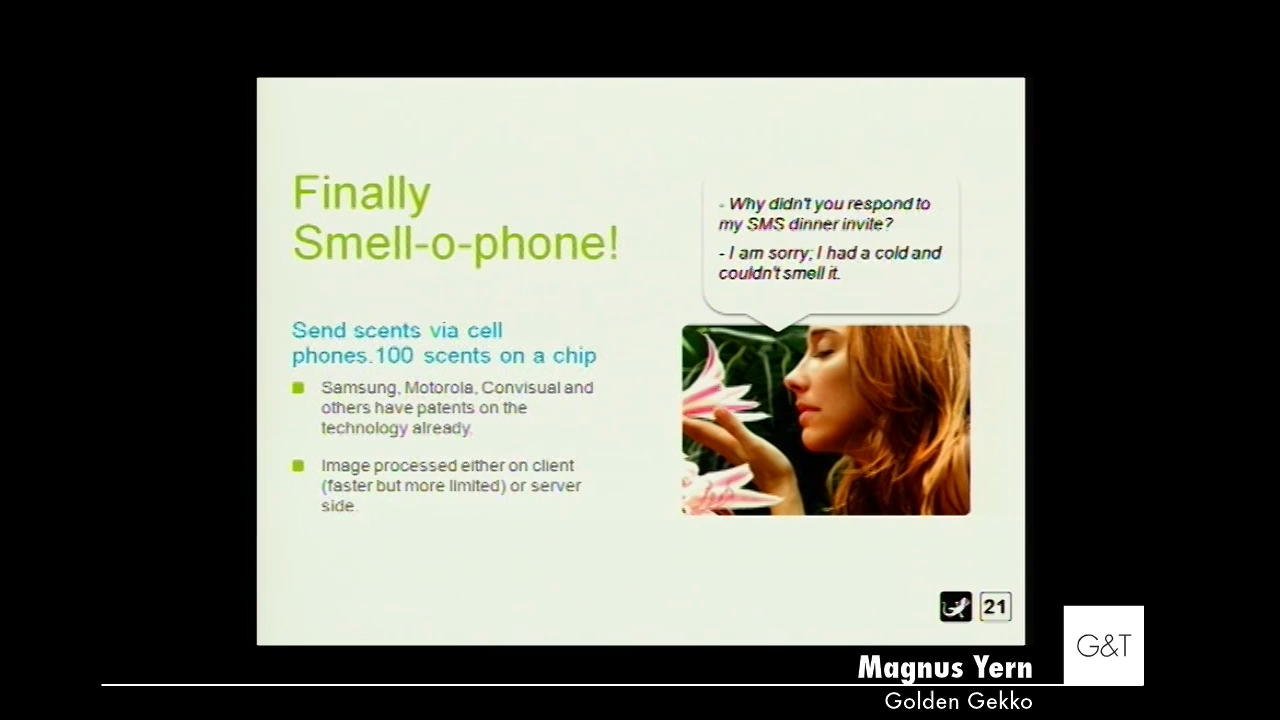 Finally
Smell-o-phone!
- Why didn't you respond to
my SMS dinner invite?
- I am sorry; I had a cold and
couldn't smell it.
Send scents via cell
phones.100 scents on a chip
Samsung, Motorola, Convisual and
others have patents on the
technology already.
Image processed either on client
(faster but more limited) or server
side.
21
G&T
Magnus Yern
Golden Gekko